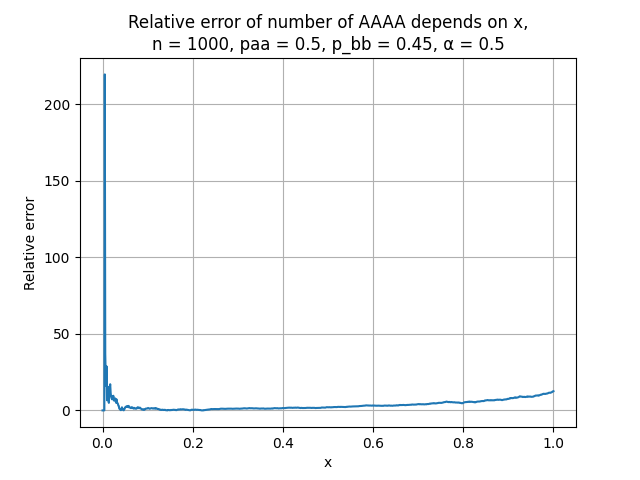 Relative error of number of AAAA depends on x,
n = 1000, paa = 0.5, p_bb = 0.45, α = 0.5
Relative error
200
150
100
50
0
0.0 0.2 0.4 0.6 0.8 1.0
x